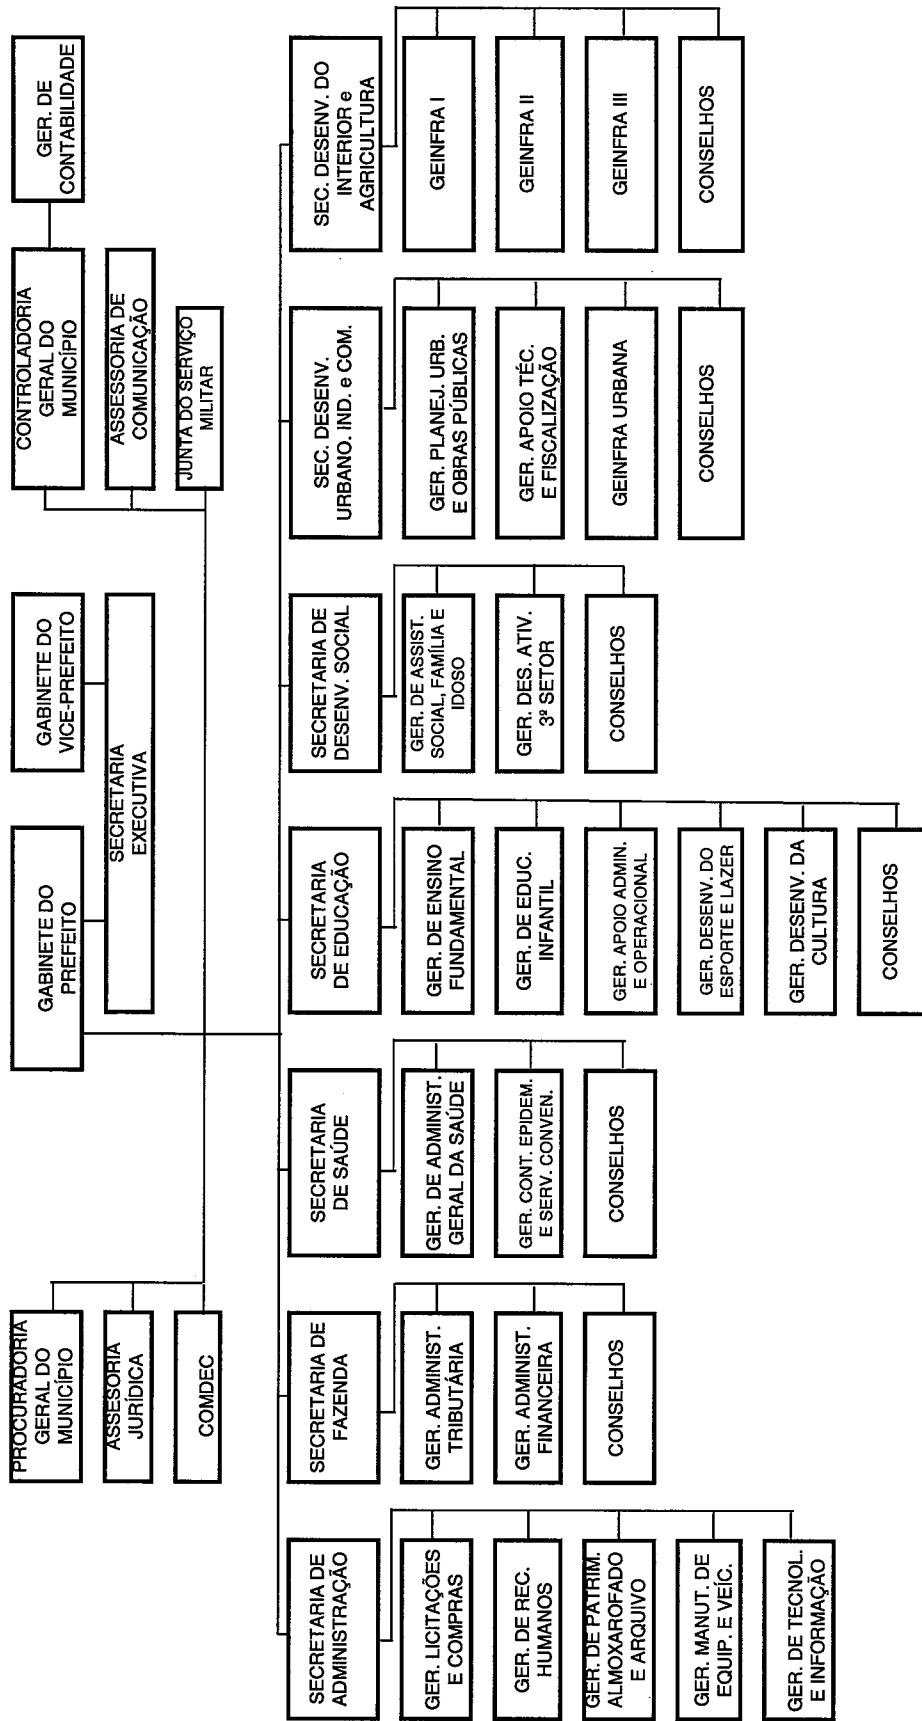 PROCURADORIA
GERAL DO
MUNICÍPIO
ASSESORIA
JURÍDICA
COMDEC
GABINETE DO
PREFEITO
GABINETE DO
VICE-PREFEITO
SECRETARIA
EXECUTIVA
CONTROLADORIA
GERAL DO
MUNICÍPIO
ASSESSORIA DE
COMUNICAÇÃO
JUNTA DO SERVIÇO
MILITAR
GER. DE
CONTABILIDADE
SECRETARIA DE
ADMINISTRAÇÃO
GER. LICITAÇÕES
E COMPRAS
GER. DE REC.
HUMANOS
GER. DE PATRIM.
ALMOXAROFADO
E ARQUIVO
GER. MANUT. DE
EQUIP. E VEÍC.
GER. DE TECNOL.
E INFORMAÇÃO
SECRETARIA DE
FAZENDA
GER. ADMINIST.
TRIBUTÁRIA
GER. ADMINIST.
FINANCEIRA
CONSELHOS
SECRETARIA
DE SAÚDE
GER. DE ADMINIST.
GERAL DA SAÚDE
GER. CONT. EPIDEM.
E SERV. CONVEN.
CONSELHOS
SECRETARIA
DE EDUCAÇÃO
GER. DE ENSINO
FUNDAMENTAL
GER. DE EDUC.
INFANTIL
GER. APOIO ADMIN.
E OPERACIONAL
GER. DESENV. DO
ESPORTE E LAZER
GER. DESENV. DA
CULTURA
CONSELHOS
SECRETARIA DE
DESENV. SOCIAL
GER. DE ASSIST.
SOCIAL, FAMÍLIA E
IDOSO
GER. DES. ATIV.
3º SETOR
CONSELHOS
SEC. DESENV.
URBANO. IND. e COM.
GER. PLANEJ. URB.
E OBRAS PÚBLICAS
GER. APOIO TÉC.
E FISCALIZAÇÃO
GEINFRA URBANA
CONSELHOS
SEC. DESENV. DO
INTERIOR e
AGRICULTURA
GEINFRA I
GEINFRA II
GEINFRA III
CONSELHOS